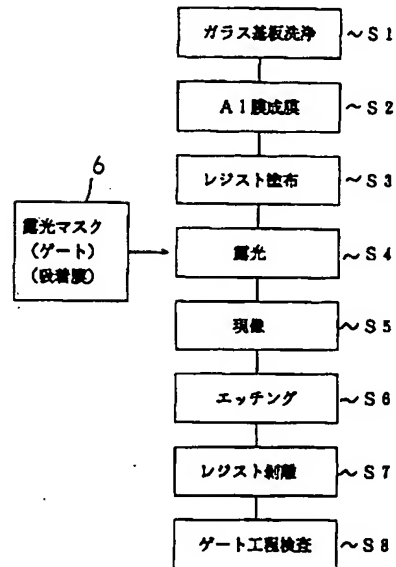 ガラス基板洗浄 ~S1
Al膜成膜 ~S2
レジスト塗布 ~S3
6
露光マスク
(ゲート)
(吸着膜)
露光 ~S4
現像 ~S5
エッチング ~S6
レジスト剥離 ~S7
ゲート工程検査 ~S8